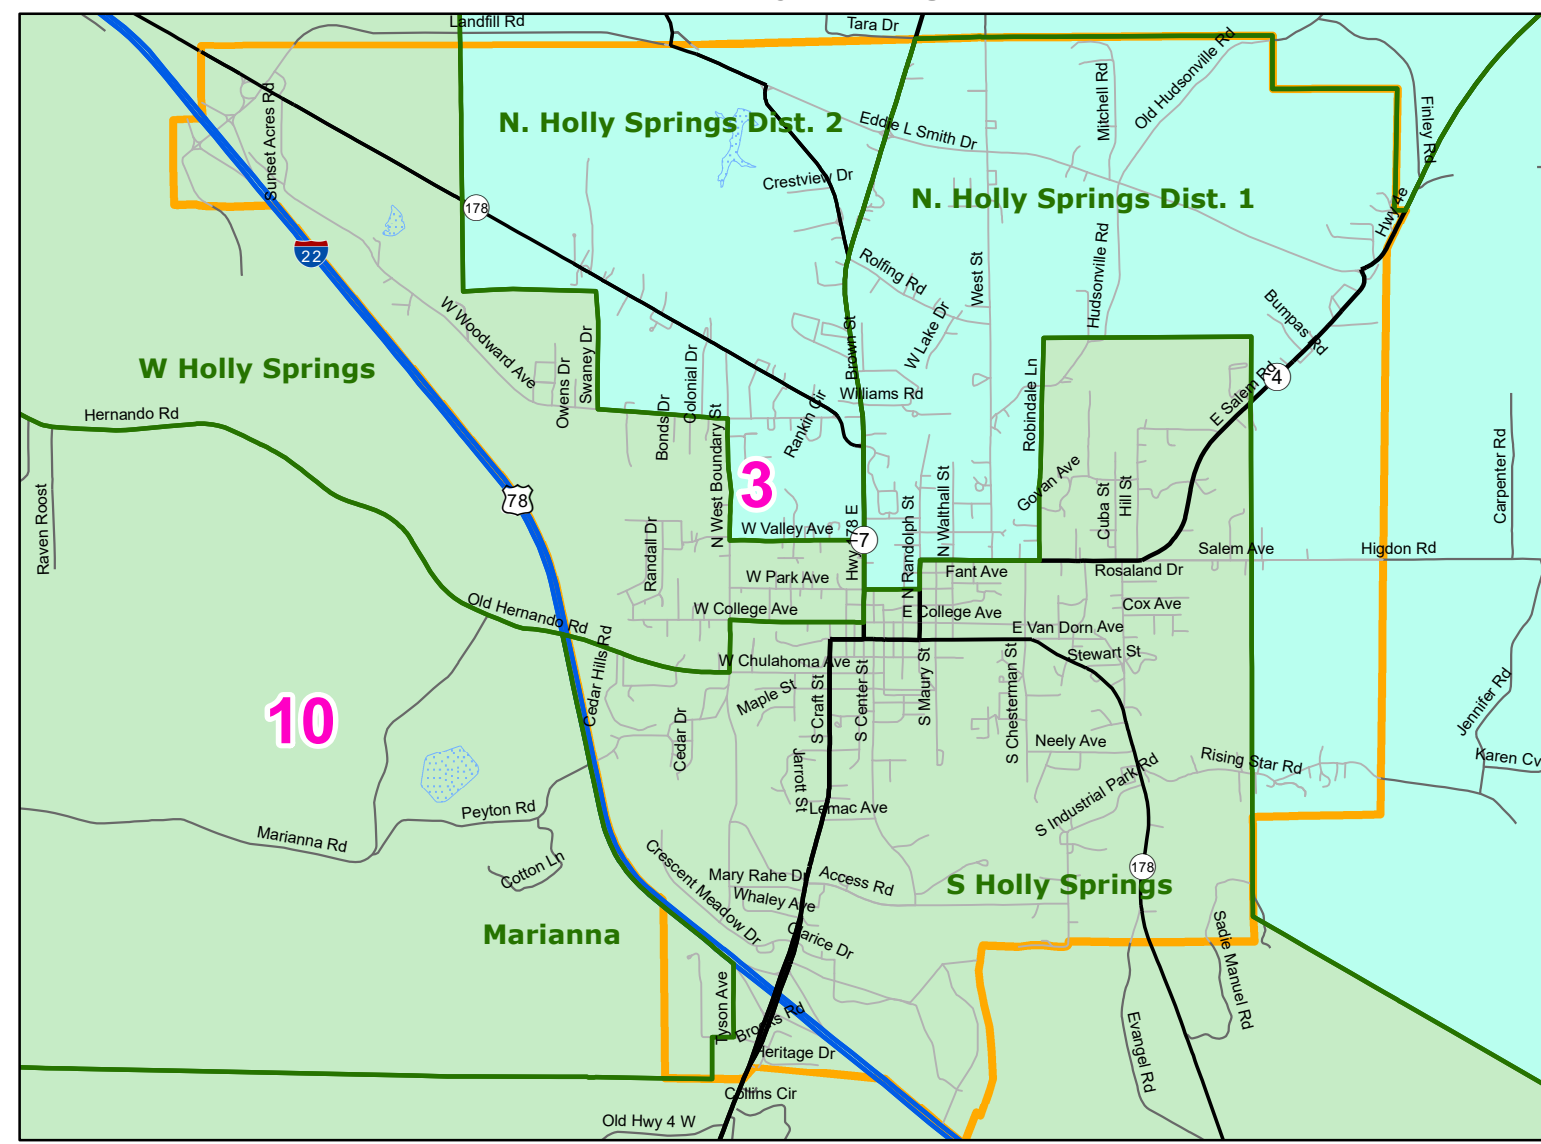 Landfill Rd
Tara Dr
Sunset Acres Rd
N. Holly Springs Dist. 2
Eddie L Smith Dr
Mitchell Rd
Old Hudsonville Rd
Finley Rd
Crestview Dr
N. Holly Springs Dist. 1
Hwy 4e
178
22
Rolfing Rd
West St
Hudsonville Rd
W Woodward Ave
Bumpas Rd
W Holly Springs
Owens Dr
Swaney Dr
Colonial Dr
Brown St
W Lake Dr
Williams Rd
4
E Salem Rd
Hernando Rd
Bonds Dr
N West Boundary St
Rankin Cir
Robindale Ln
Raven Roost
78
3
Govan Ave
Cuba St
Hill St
Carpenter Rd
W Valley Ave
Hwy 178 E
7
N Randolph St
N Walthall St
Salem Ave
Higdon Rd
Randall Dr
W Park Ave
Fant Ave
Rosaland Dr
Old Hernando Rd
W College Ave
E College Ave
Cox Ave
E Van Dorn Ave
Cedar Hills Rd
W Chulahoma Ave
Stewart St
Maple St
S Craft St
S Center St
S Maury St
S Chesterman St
10
Cedar Dr
Neely Ave
Jennifer Rd
Jarrott St
Rising Star Rd
Karen Cv
S Industrial Park Rd
Peyton Rd
Lemac Ave
Marianna Rd
Cotton Ln
Crescent Meadow Dr
Mary Rahe Dr
Access Rd
178
S Holly Springs
Whaley Ave
Marianna
Clarice Dr
Sadie Manuel Rd
Tyson Ave
Brooks Rd
Heritage Dr
Evangel Rd
Collins Cir
Old Hwy 4 W